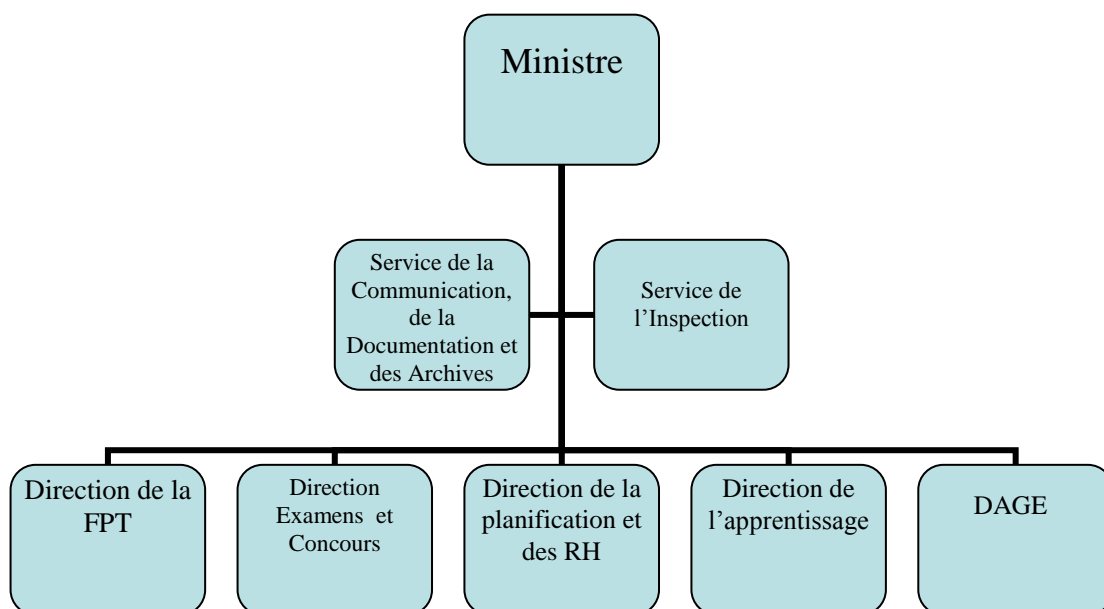 Ministre
Service de la
Communication,
de la
Documentation et
des Archives
Service de
l’Inspection
Direction de la
FPT
Direction
Examens et
Concours
Direction de la
planification et
des RH
Direction de
l’apprentissage
DAGE